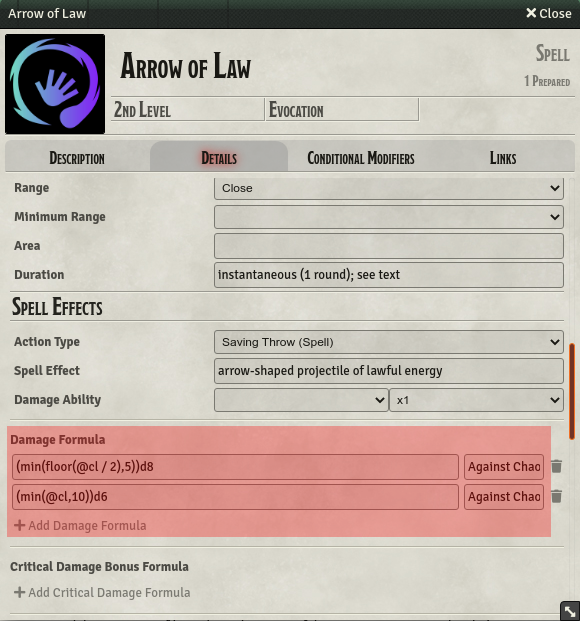 Arrow of Law
Close
Arrow of Law
Spell
1 Prepared
2nd Level
Evocation
Description
Details
Conditional Modifiers
Links
Range
Close
Minimum Range
Area
Duration
instantaneous (1 round); see text
Spell Effects
Action Type
Saving Throw (Spell)
Spell Effect
arrow-shaped projectile of lawful energy
Damage Ability
x1
Damage Formula
(min(floor(@cl / 2),5))d8
Against Chao
(min(@cl,10))d6
Against Chao
+ Add Damage Formula
Critical Damage Bonus Formula
+ Add Critical Damage Formula